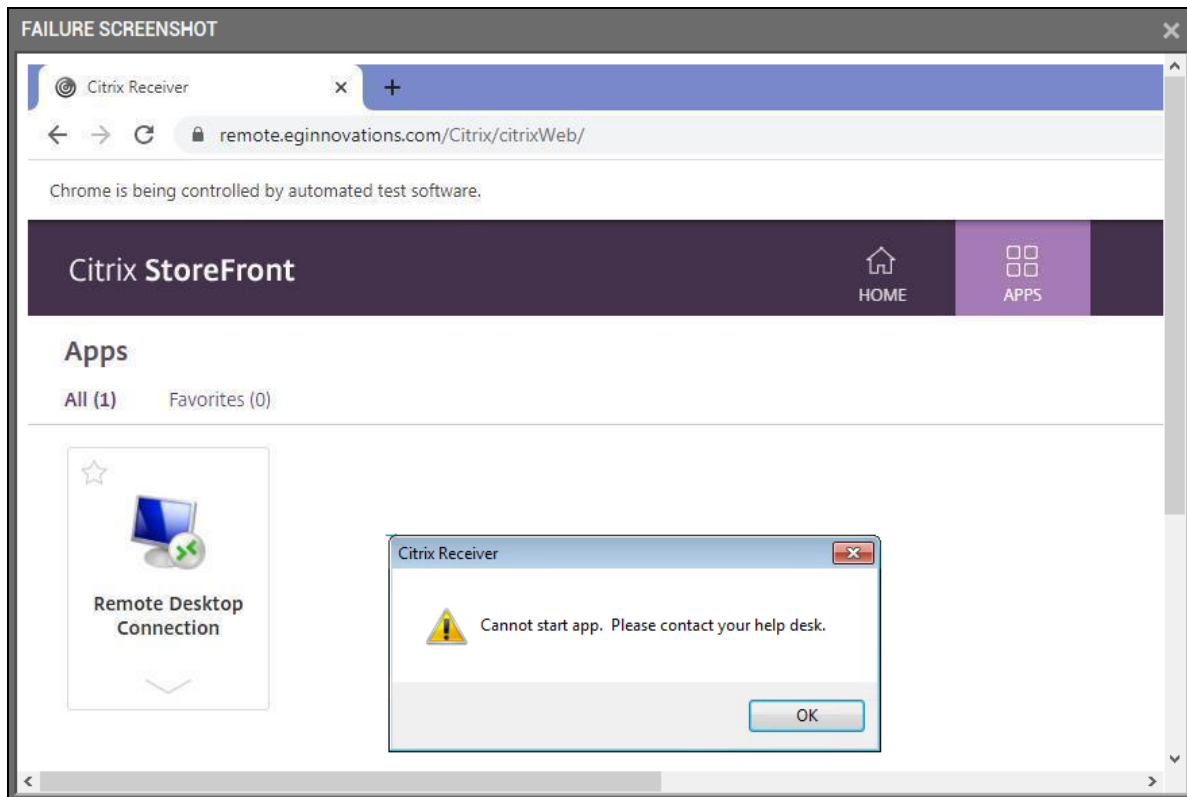 FAILURE SCREENSHOT
Citrix Receiver
remote.eginnovations.com/Citrix/citrixWeb/
Chrome is being controlled by automated test software.
Citrix StoreFront
HOME
APPS
Apps
All (1) Favorites (0)
Remote Desktop
Connection
Citrix Receiver
Cannot start app. Please contact your help desk.
OK